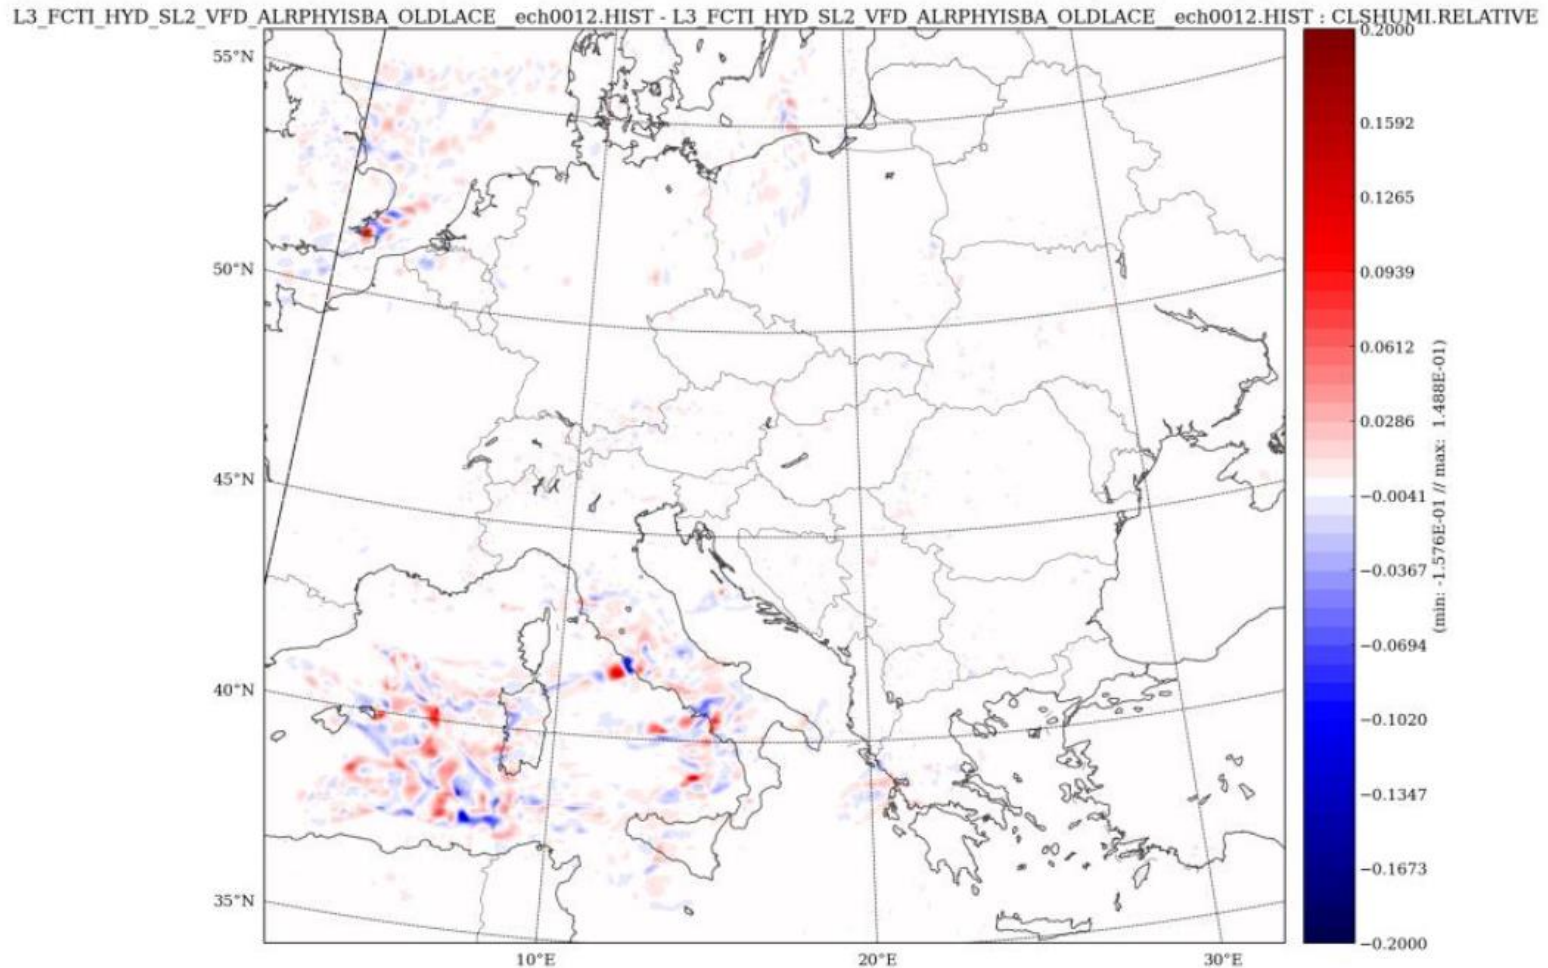 L3_FCTI_HYD_SL2_VFD_ALRPHYISBA_OLDLACE__ech0012.HIST - L3_FCTI_HYD_SL2_VFD_ALRPHYISBA_OLDLACE__ech0012.HIST : CLSHUMI.RELATIVE
55°N
50°N
45°N
40°N
35°N
10°E
20°E
30°E
0.2000
0.1592
0.1265
0.0939
0.0612
0.0286
−0.0041
−0.0367
−0.0694
−0.1020
−0.1347
−0.1673
−0.2000
(min: -1.576E-01 // max: 1.488E-01)